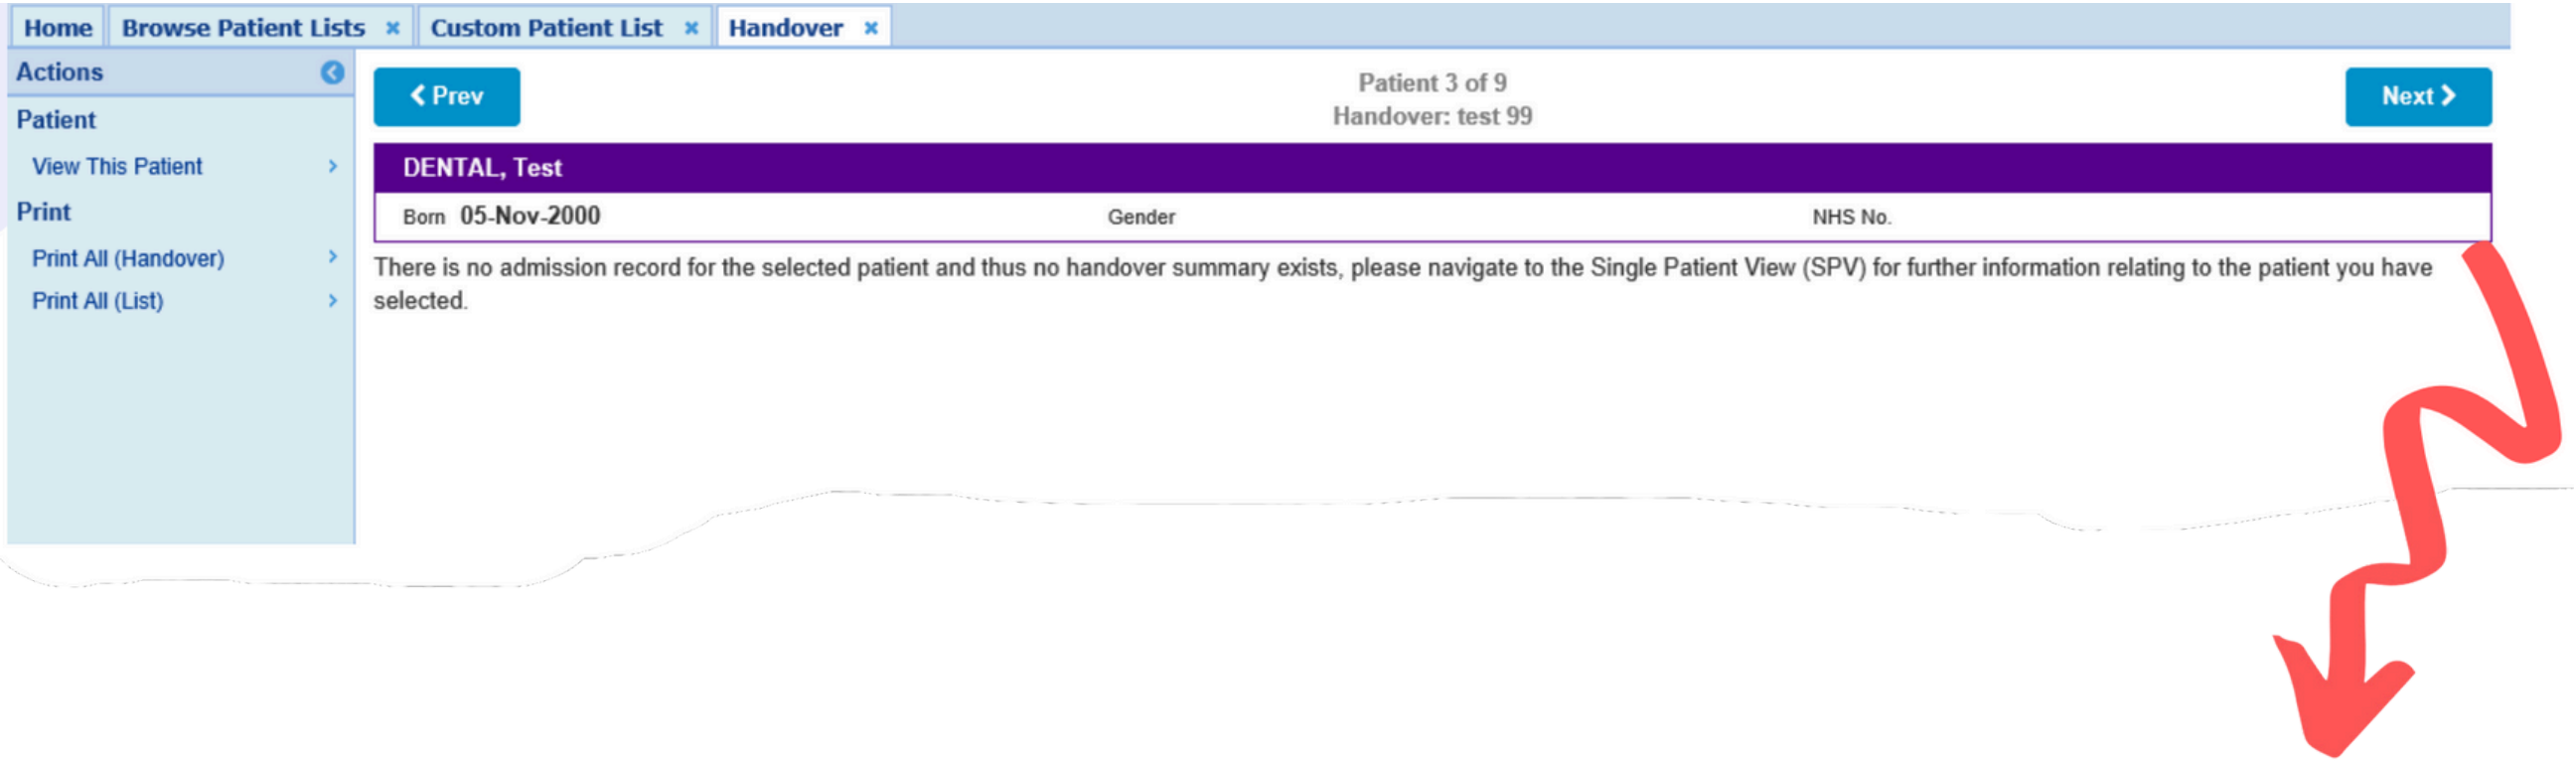 Home Browse Patient Lists × Custom Patient List × Handover ×
Actions
Patient
View This Patient
Print
Print All (Handover)
Print All (List)
Prev
Patient 3 of 9
Handover: test 99
Next
DENTAL, Test
Born 05-Nov-2000 Gender NHS No.
There is no admission record for the selected patient and thus no handover summary exists, please navigate to the Single Patient View (SPV) for further information relating to the patient you have
selected.